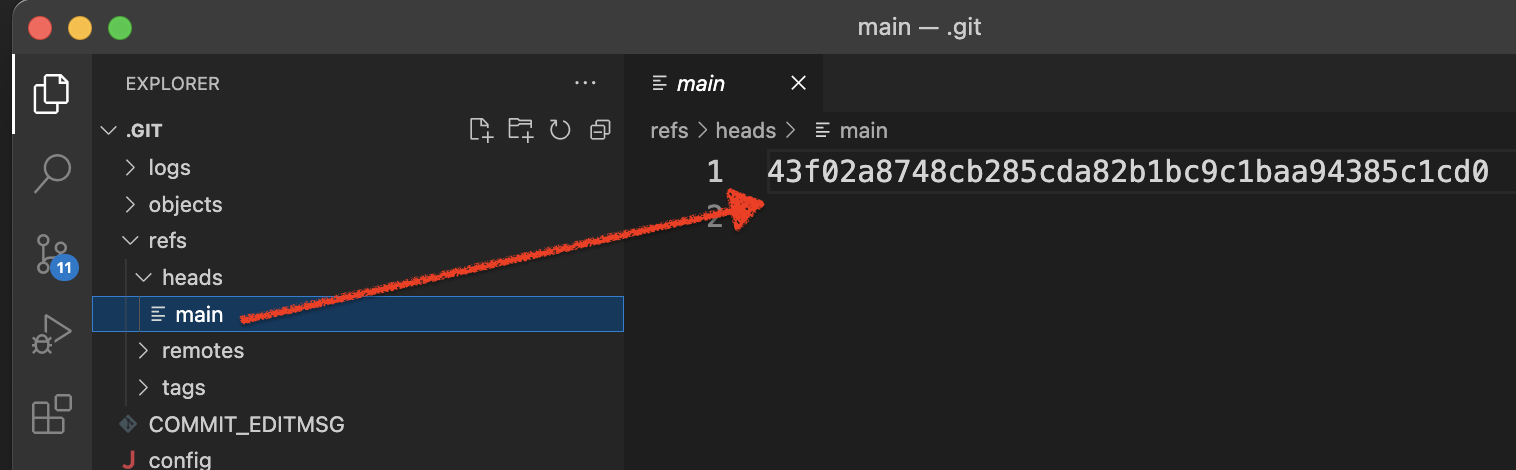 main — .git
EXPLORER
···
main
.GIT
refs > heads > main
logs
1 43f02a8748cb285cda82b1bc9c1baa94385c1cd0
objects
2
refs
11
heads
main
remotes
tags
COMMIT_EDITMSG
J config